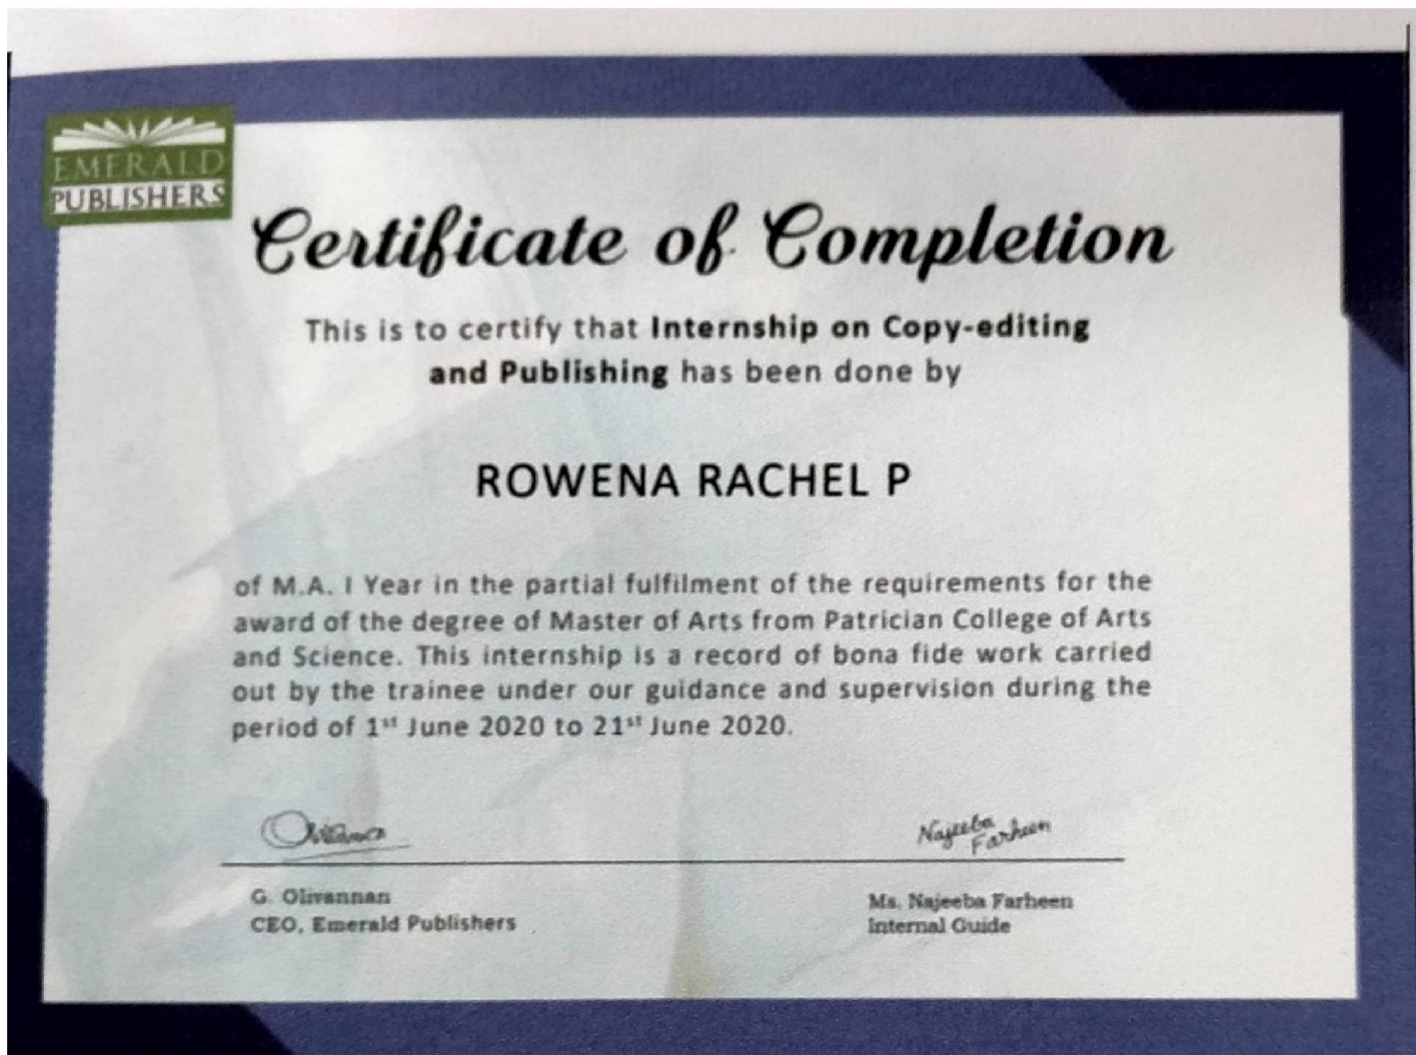 EMERALD
PUBLISHERS
Certificate of Completion
This is to certify that Internship on Copy-editing
and Publishing has been done by
ROWENA RACHEL P
of M.A. I Year in the partial fulfilment of the requirements for the
award of the degree of Master of Arts from Patrician College of Arts
and Science. This internship is a record of bona fide work carried
out by the trainee under our guidance and supervision during the
period of 1st June 2020 to 21st June 2020.
Najeeba
Farheen
G. Olivannan
CEO, Emerald Publishers
Ms. Najeeba Farheen
Internal Guide